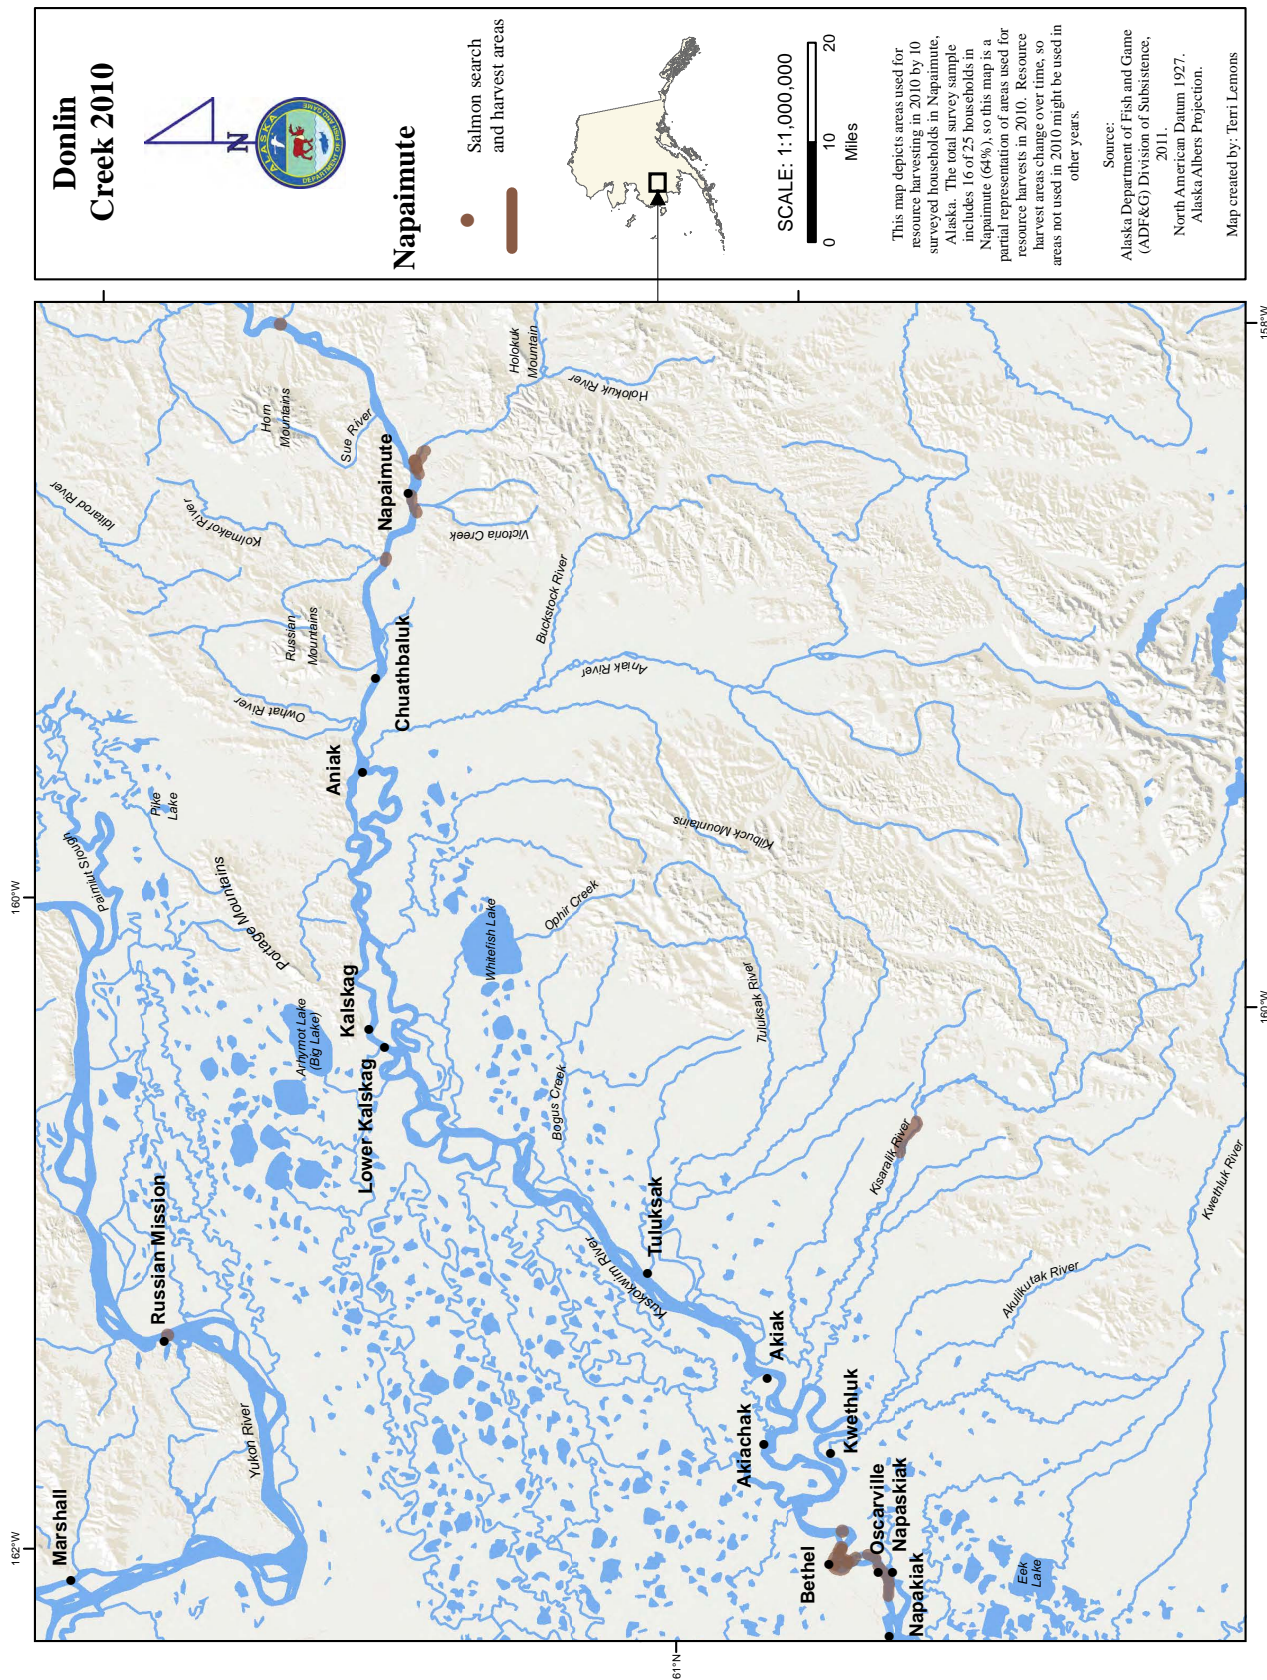 Donlin
Creek 2010
N
ALASKA
DEPARTMENT OF FISH AND GAME
Napaimute
Salmon search
and harvest areas
SCALE: 1:1,000,000
0
10
20
Miles
This map depicts areas used for
resource harvesting in 2010 by 10
surveyed households in Napaimute,
Alaska. The total survey sample
includes 16 of 25 households in
Napaimute (64%), so this map is a
partial representation of areas used for
resource harvests in 2010. Resource
harvest areas change over time, so
areas not used in 2010 might be used in
other years.
Source:
Alaska Department of Fish and Game
(ADF&G) Division of Subsistence,
2011.
North American Datum 1927.
Alaska Albers Projection.
Map created by: Terri Lemons
162°W
160°W
Marshall
Russian Mission
Yukon River
Paimiut Slough
Pike
Lake
Portage Mountains
Arhymot Lake
(Big Lake)
Iditarod River
Kolmakof River
Owhat River
Russian
Mountains
Horn
Mountains
Sue River
Napaimute
Chuathbaluk
Aniak
Kalskag
Lower Kalskag
Whitefish Lake
Ophir Creek
Bogus Creek
Victoria Creek
Holokuk
Mountain
Holokuk River
Buckstock River
Aniak River
Kilbuck Mountains
Tuluksak River
Kuskokwim River
Tuluksak
Akiak
Akiachak
Kwethluk
Kisaralik River
Akulikutak River
Kwethluk River
Bethel
Oscarville
Napaskiak
Napakiak
Eek
Lake
61°N
160°W
158°W